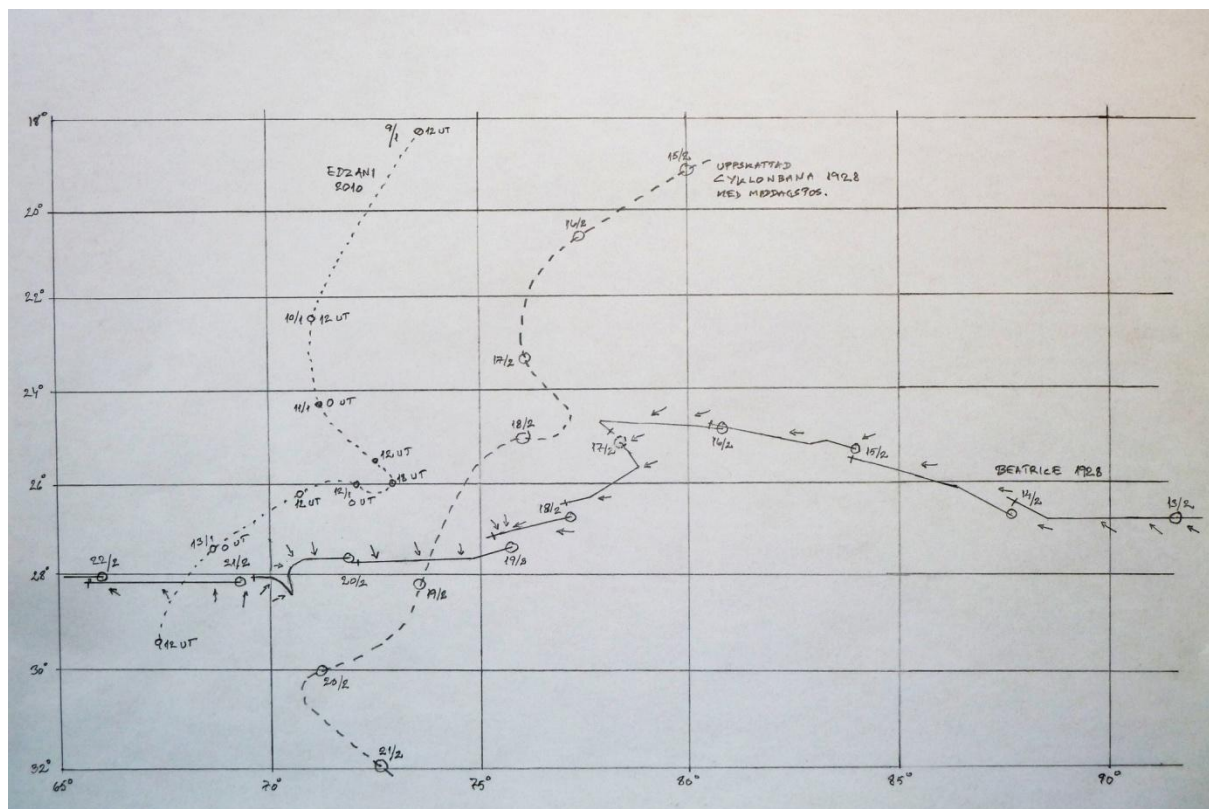 18°
9/1
12 UT
EDZANI
2010
15/2
UPPSKATTAD
CYKLONBANA 1928
MED MIDDAGSPOS.
20°
16/2
22°
10/1
12 UT
17/2
24°
11/1
0 UT
18/2
17/2
16/2
15/2
12 UT
BEATRICE 1928
26°
18 UT
12/1
0 UT
12 UT
18/2
14/2
13/2
13/1
0 UT
22/2
21/2
20/2
19/2
28°
19/2
12 UT
30°
20/2
21/2
32°
65°
70°
75°
80°
85°
90°